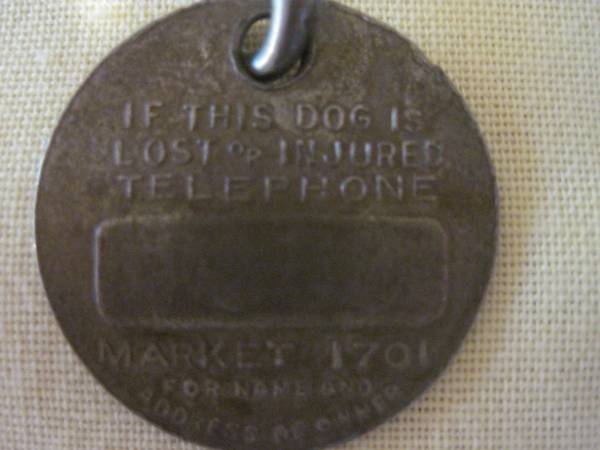 IF THIS DOG IS
LOST OR INJURED
TELEPHONE
MARKET 1701
FOR NAME AND
ADDRESS OF OWNER